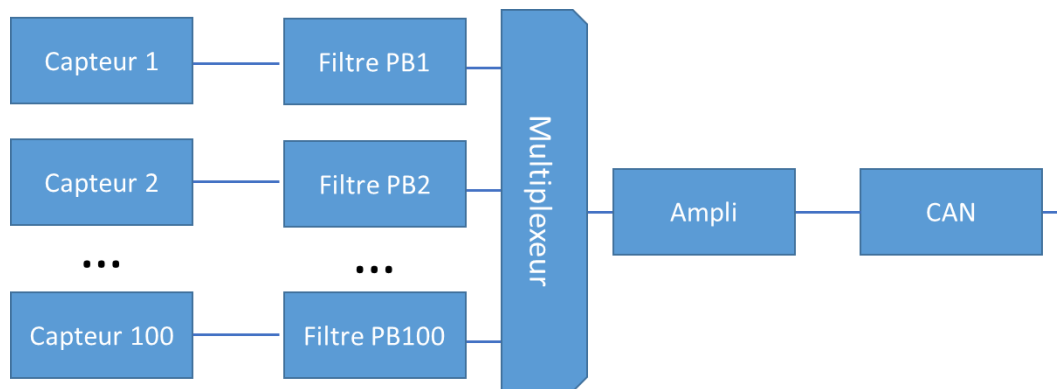 Capteur 1
Filtre PB1
Capteur 2
Filtre PB2
...
...
Capteur 100
Filtre PB100
Multiplexeur
Ampli
CAN